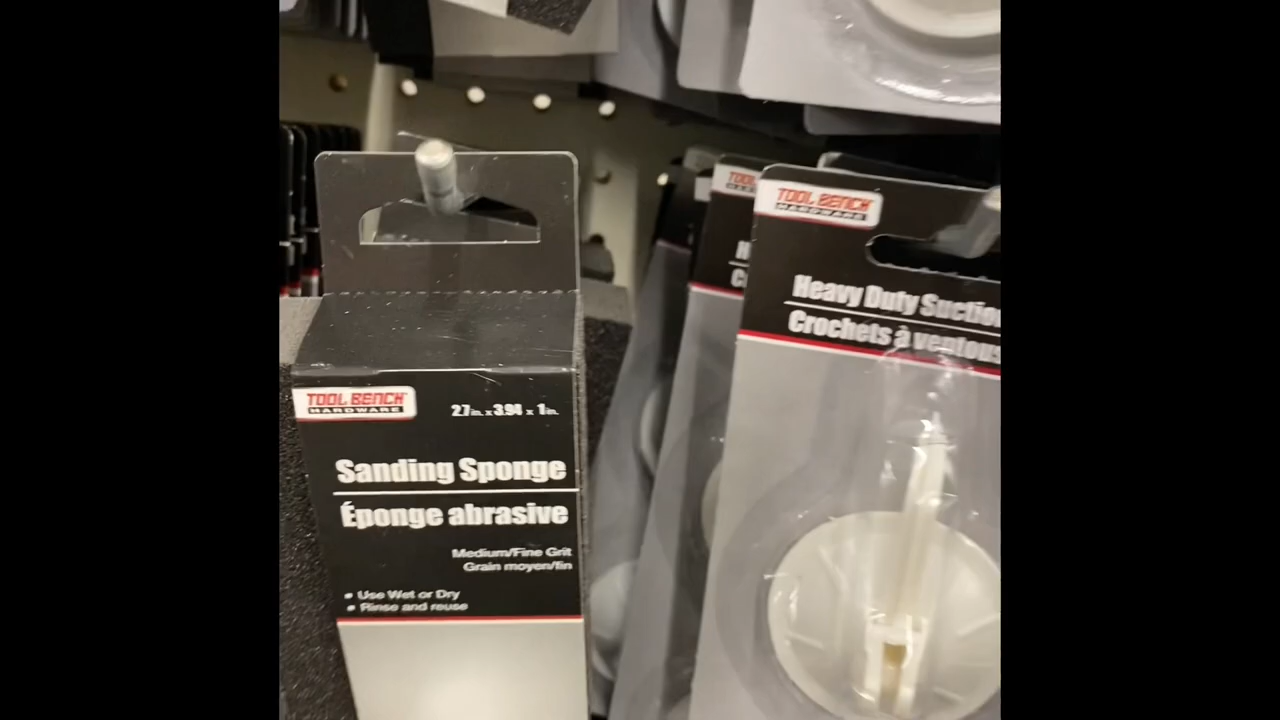 TOOL BENCH
HARDWARE
2.7in. x 3.94 x 1in.
Sanding Sponge
Éponge abrasive
Medium/Fine Grit
Grain moyen/fin
• Use Wet or Dry
• Rinse and reuse
TOOL BENCH
HARDWARE
Heavy Duty Suctio
Crochets à ventous